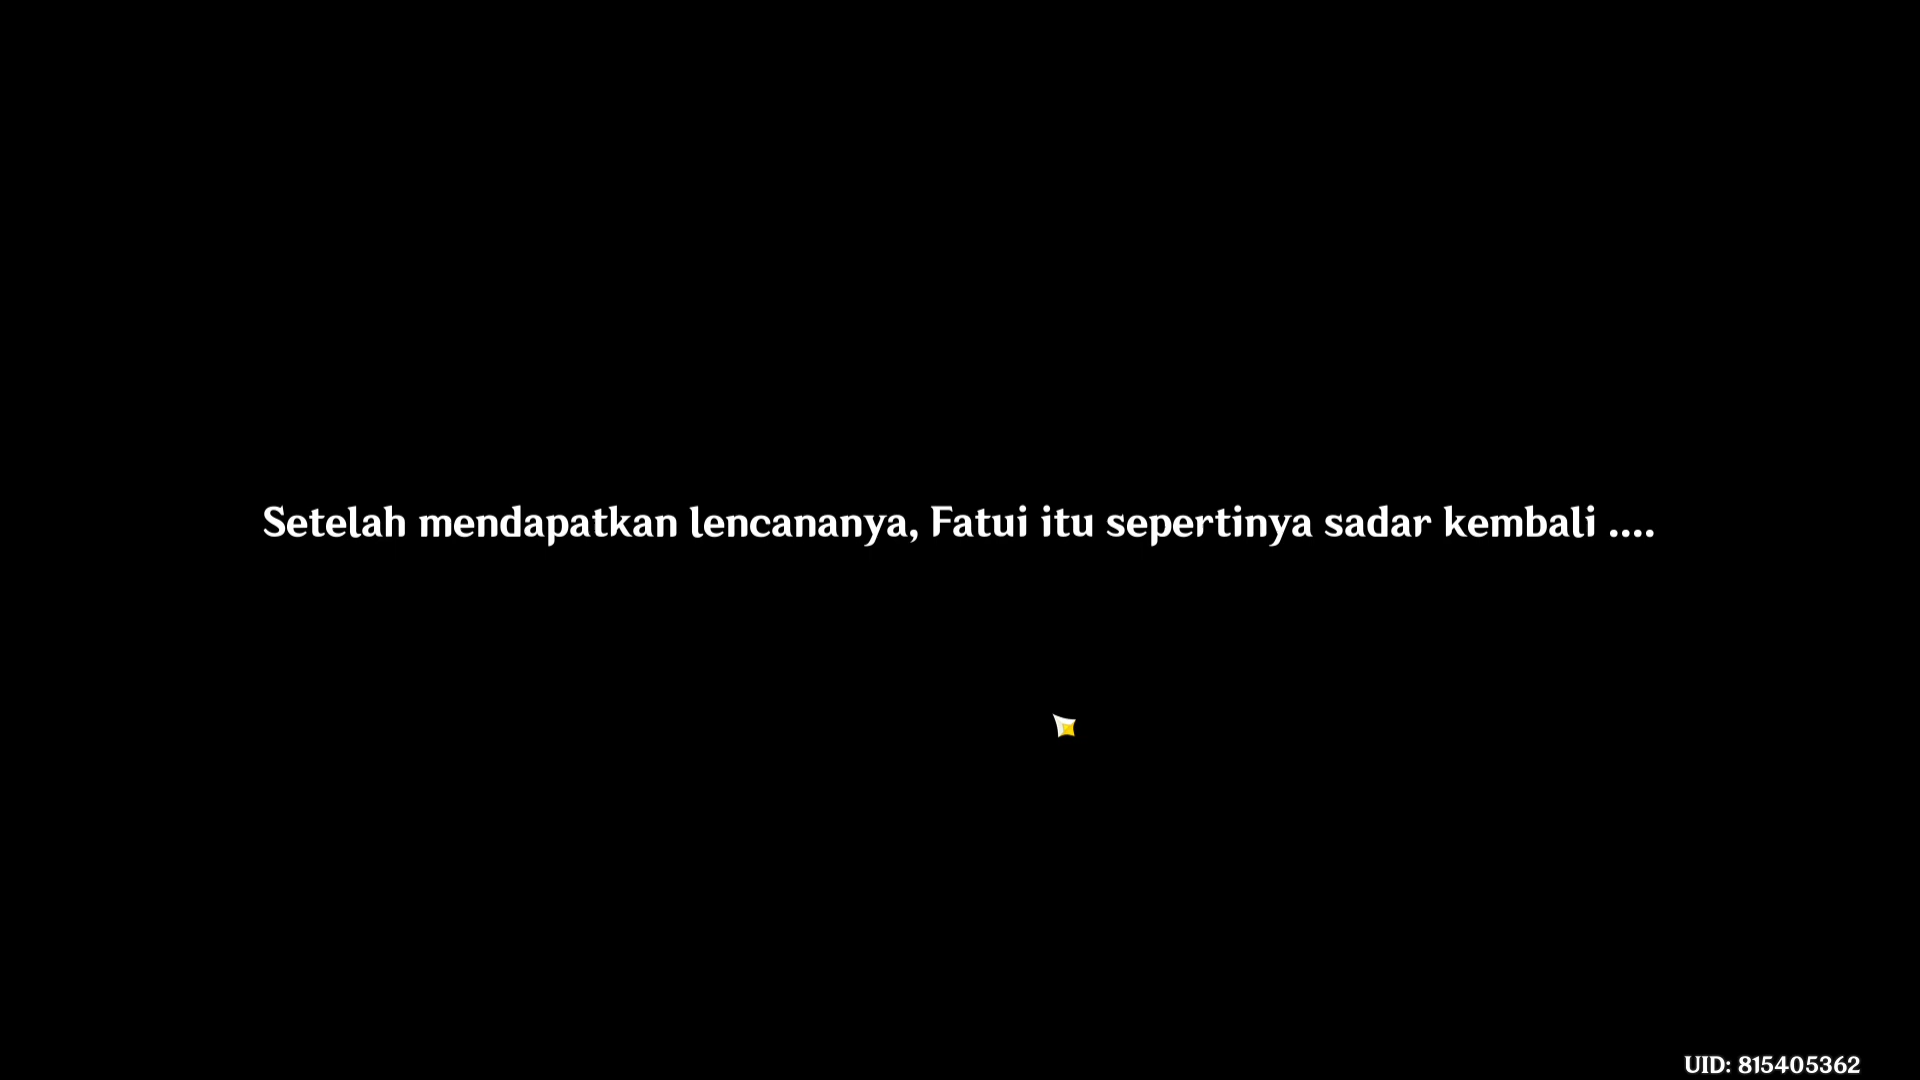 Setelah mendapatkan lencananya, Fatui itu sepertinya sadar kembali ....
UID: 815405362